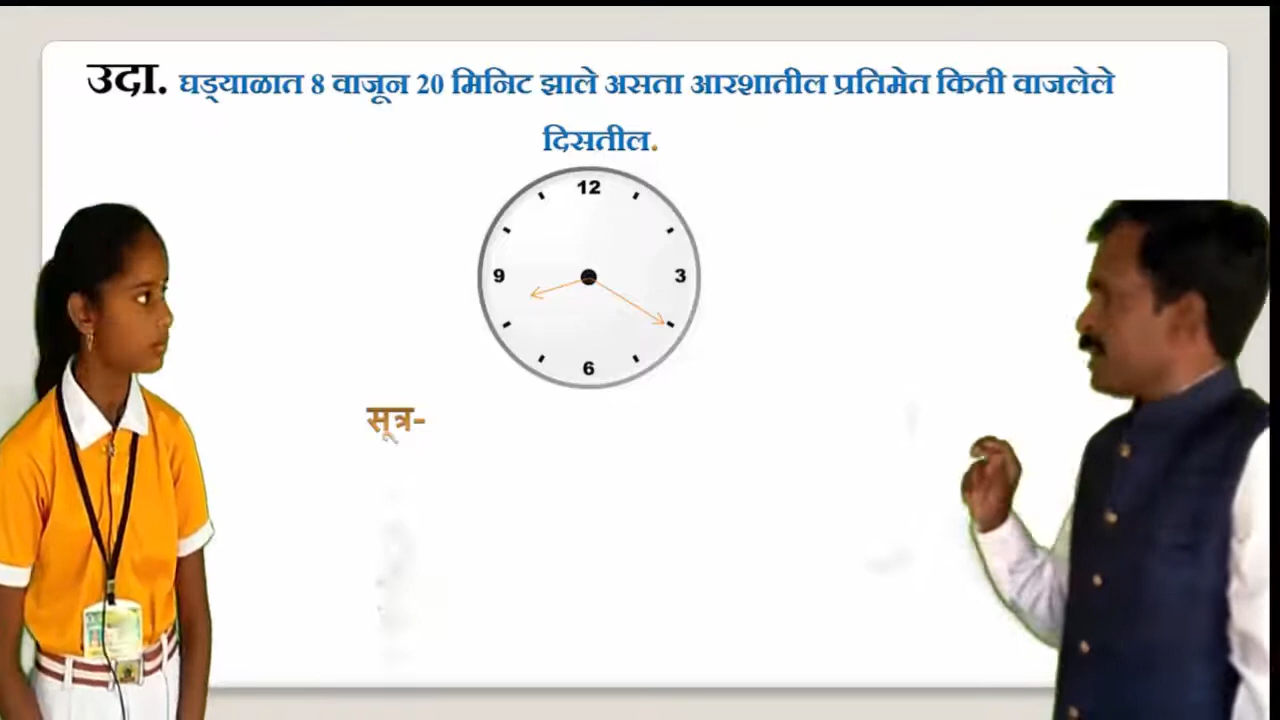 उदा. घड्याळात 8 वाजून 20 मिनिट झाले असता आरशातील प्रतिमेत किती वाजलेले
दिसतील.
12
9
3
6
सूत्र-